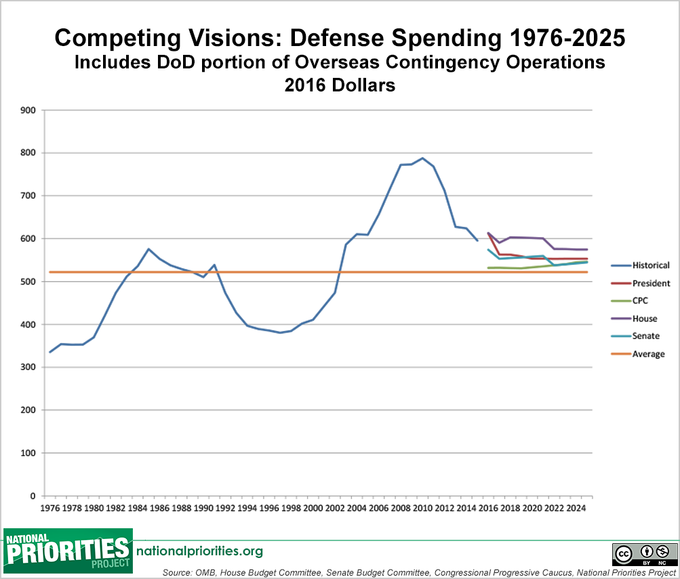 Competing Visions: Defense Spending 1976-2025
Includes DoD portion of Overseas Contingency Operations
2016 Dollars
900
800
700
600
500
400
300
200
100
0
1976 1978 1980 1982 1984 1986 1988 1990 1992 1994 1996 1998 2000 2002 2004 2006 2008 2010 2012 2014 2016 2018 2020 2022 2024
Historical
President
CPC
House
Senate
Average
NATIONAL
PRIORITIES
PROJECT
nationalpriorities.org
cc
BY NC
Source: OMB, House Budget Committee, Senate Budget Committee, Congressional Progressive Caucus, National Priorities Project